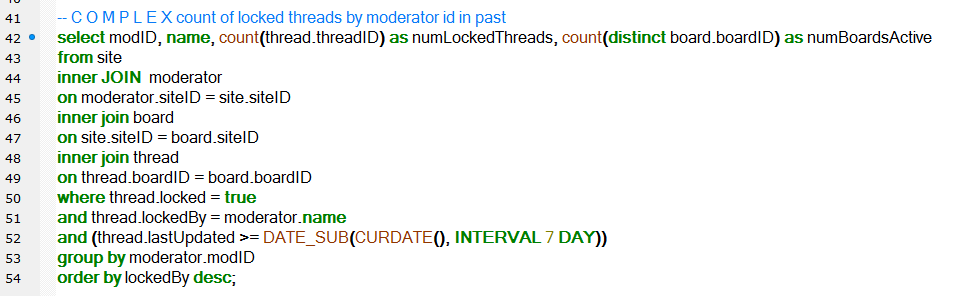 41 -- C O M P L E X count of locked threads by moderator id in past
42 select modID, name, count(thread.threadID) as numLockedThreads, count(distinct board.boardID) as numBoardsActive
43 from site
44 inner JOIN  moderator
45 on moderator.siteID = site.siteID
46 inner join board
47 on site.siteID = board.siteID
48 inner join thread
49 on thread.boardID = board.boardID
50 where thread.locked = true
51 and thread.lockedBy = moderator.name
52 and (thread.lastUpdated >= DATE_SUB(CURDATE(), INTERVAL 7 DAY))
53 group by moderator.modID
54 order by lockedBy desc;